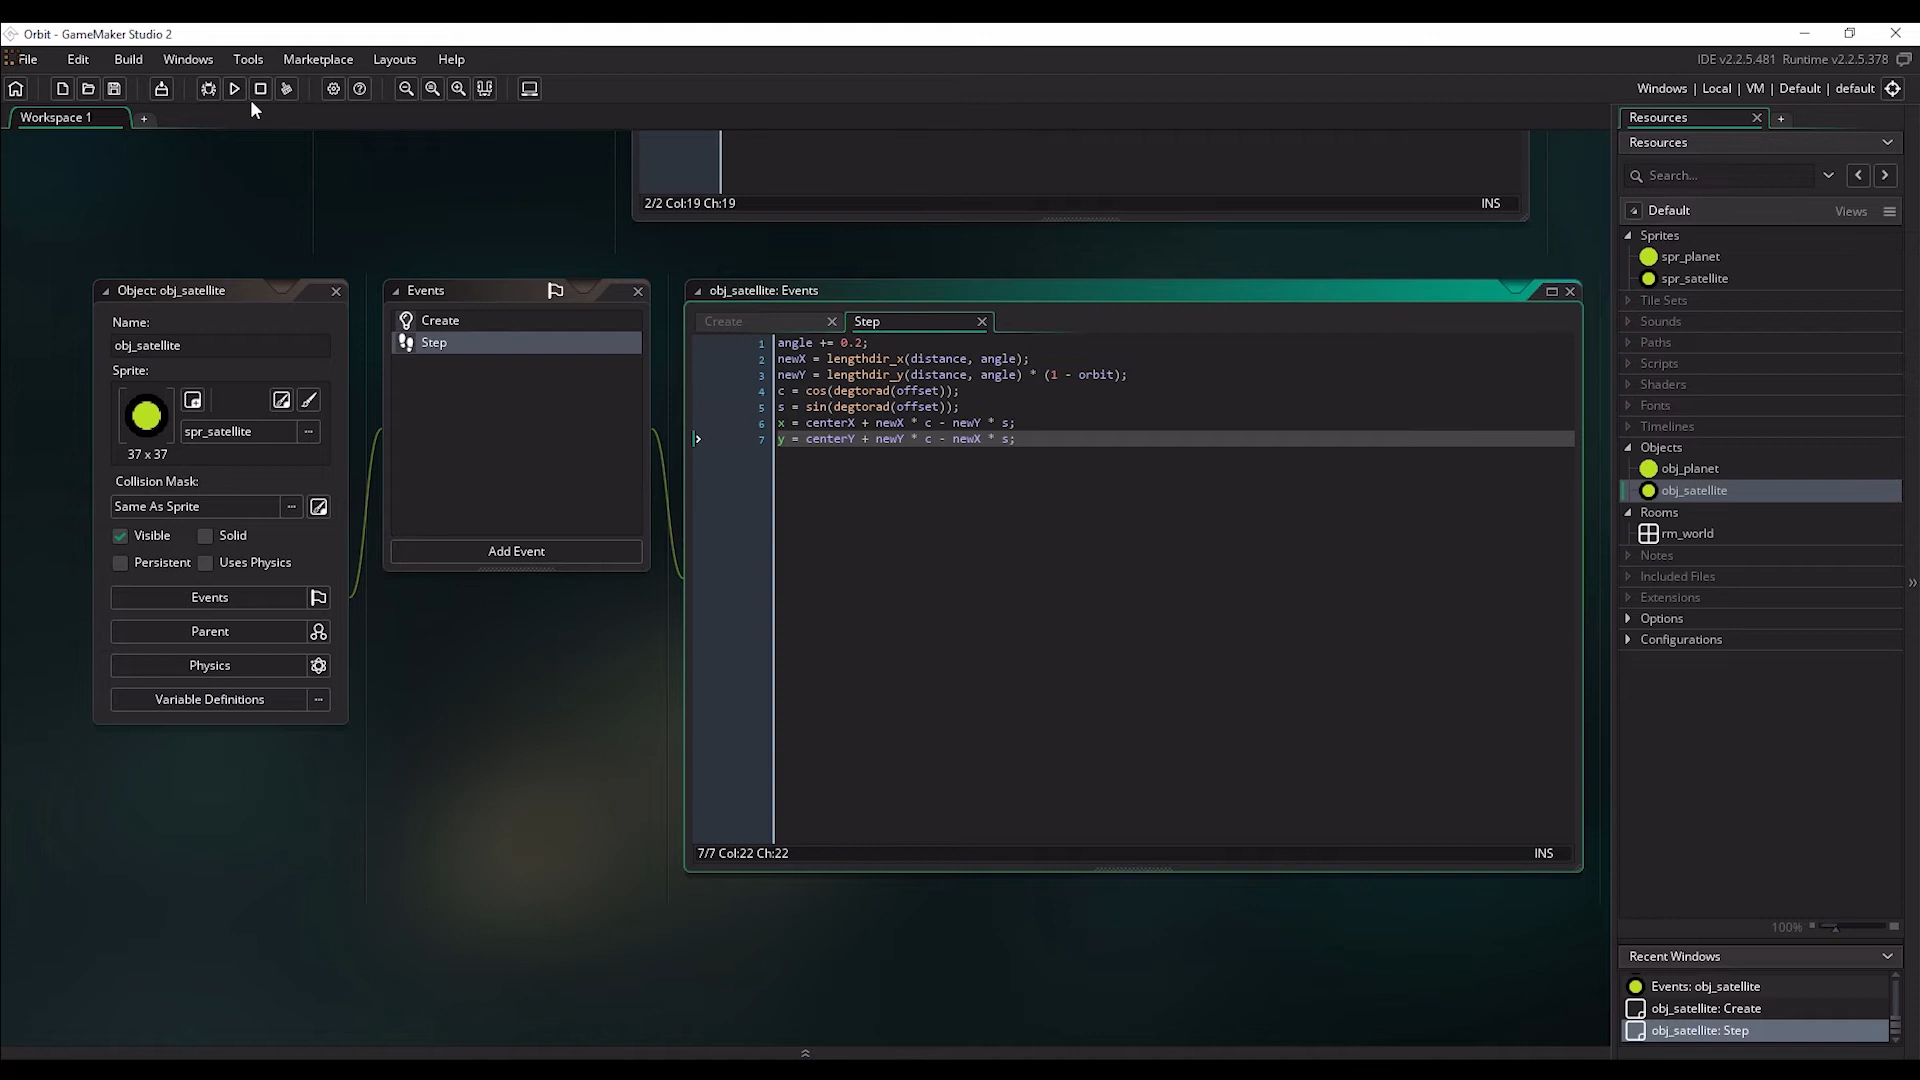 Orbit - GameMaker Studio 2
File Edit Build Windows Tools Marketplace Layouts Help
IDE v2.2.5.481 Runtime v2.2.5.378
Windows | Local | VM | Default | default
Workspace 1
2/2 Col:19 Ch:19 INS
Object: obj_satellite
Name:
obj_satellite
Sprite:
spr_satellite
37 x 37
Collision Mask:
Same As Sprite
Visible Solid
Persistent Uses Physics
Events
Parent
Physics
Variable Definitions
Events
Create
Step
Add Event
obj_satellite: Events
Create Step
1 angle += 0.2;
2 newX = lengthdir_x(distance, angle);
3 newY = lengthdir_y(distance, angle) * (1 - orbit);
4 c = cos(degtorad(offset));
5 s = sin(degtorad(offset));
6 x = centerX + newX * c - newY * s;
7 y = centerY + newY * c - newX * s;
7/7 Col:22 Ch:22 INS
Resources
Resources
Search...
Default Views
Sprites
spr_planet
spr_satellite
Tile Sets
Sounds
Paths
Scripts
Shaders
Fonts
Timelines
Objects
obj_planet
obj_satellite
Rooms
rm_world
Notes
Included Files
Extensions
Options
Configurations
100%
Recent Windows
Events: obj_satellite
obj_satellite: Create
obj_satellite: Step